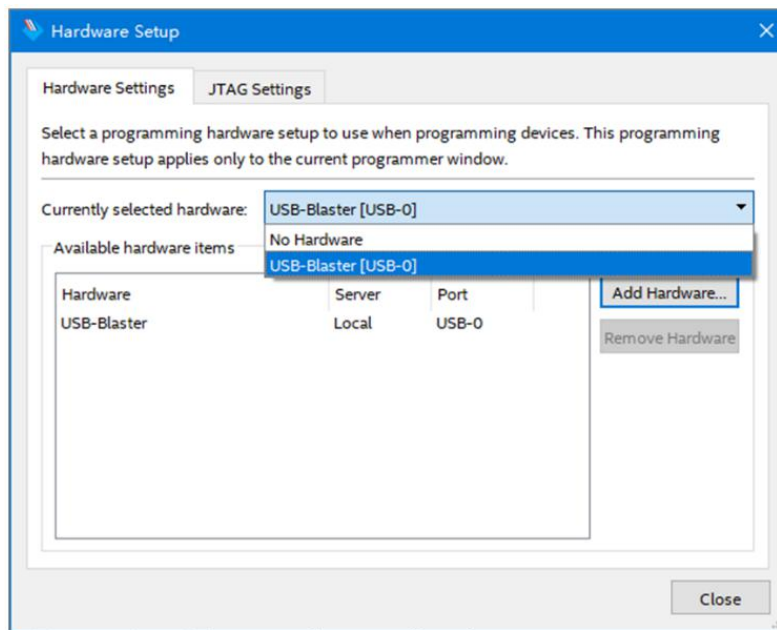 Hardware Setup
Hardware Settings
JTAG Settings
Select a programming hardware setup to use when programming devices. This programming
hardware setup applies only to the current programmer window.
Currently selected hardware: USB-Blaster [USB-0]
No Hardware
USB-Blaster [USB-0]
Available hardware items
Hardware Server Port
USB-Blaster Local USB-0
Add Hardware...
Remove Hardware
Close